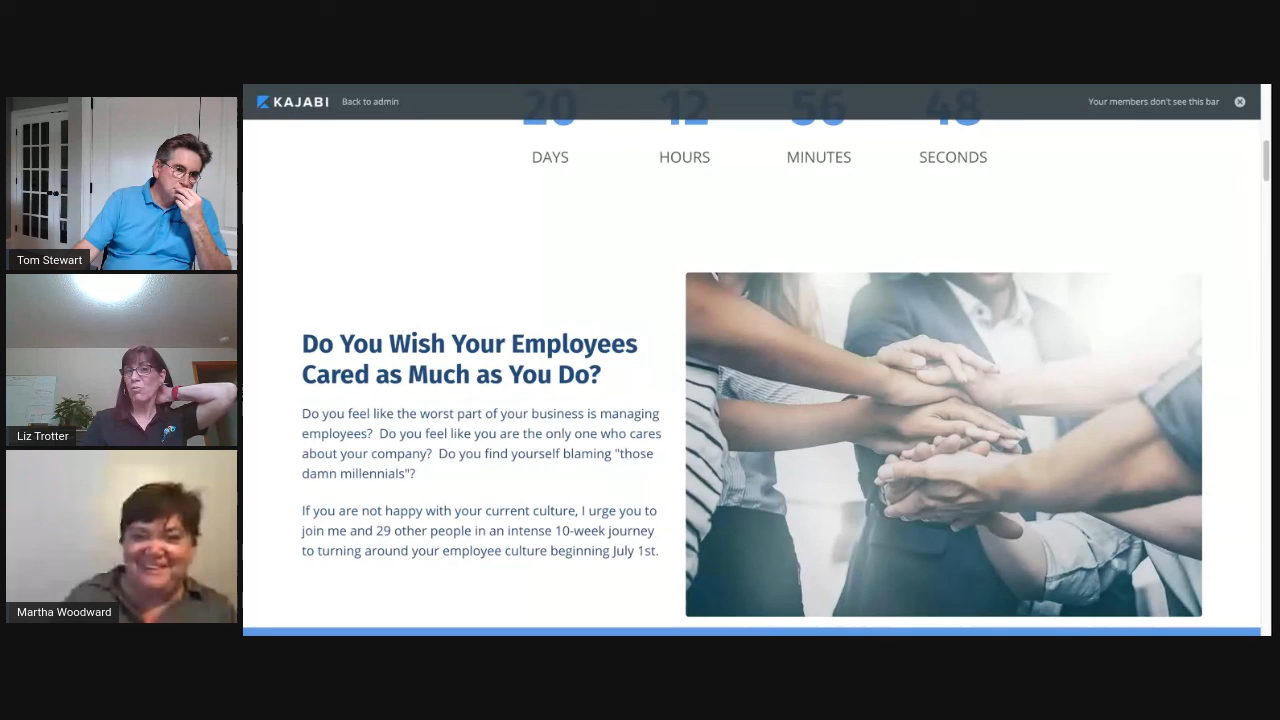 KAJABI Back to admin
Your members don't see this bar
20 12 56 48
DAYS HOURS MINUTES SECONDS
Do You Wish Your Employees
Cared as Much as You Do?
Do you feel like the worst part of your business is managing
employees?  Do you feel like you are the only one who cares
about your company?  Do you find yourself blaming "those
damn millennials"?
If you are not happy with your current culture, I urge you to
join me and 29 other people in an intense 10-week journey
to turning around your employee culture beginning July 1st.
Tom Stewart
Liz Trotter
Martha Woodward